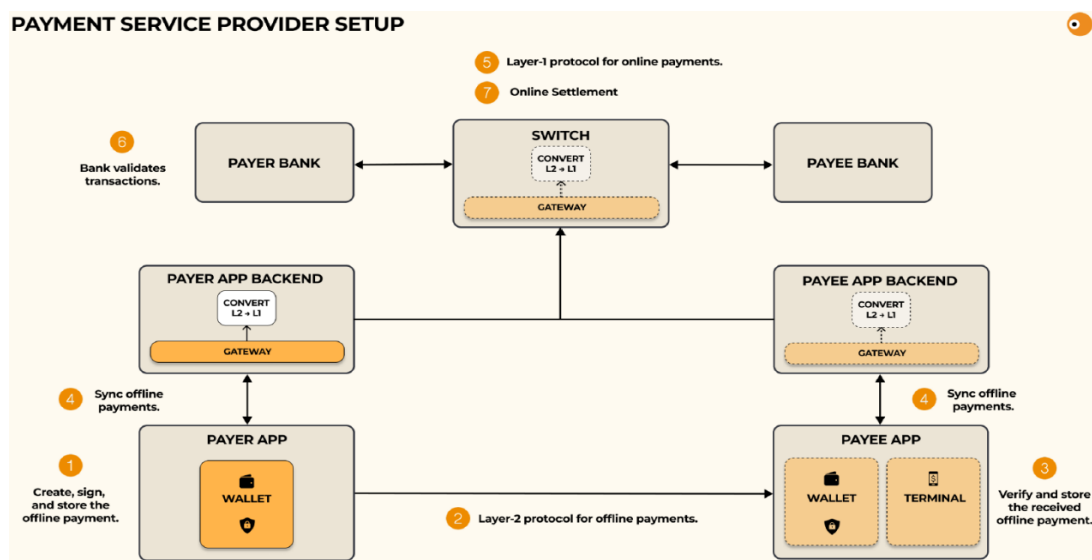 PAYMENT SERVICE PROVIDER SETUP
5 Layer-1 protocol for online payments.
7 Online Settlement
6
Bank validates
transactions.
PAYER BANK
SWITCH
CONVERT
L2 → L1
GATEWAY
PAYEE BANK
PAYER APP BACKEND
CONVERT
L2 → L1
GATEWAY
PAYEE APP BACKEND
CONVERT
L2 → L1
GATEWAY
4 Sync offline
payments.
4 Sync offline
payments.
1
Create, sign,
and store the
offline payment.
PAYER APP
WALLET
2 Layer-2 protocol for offline payments.
PAYEE APP
WALLET
$
TERMINAL
3
Verify and store
the received
offline payment.